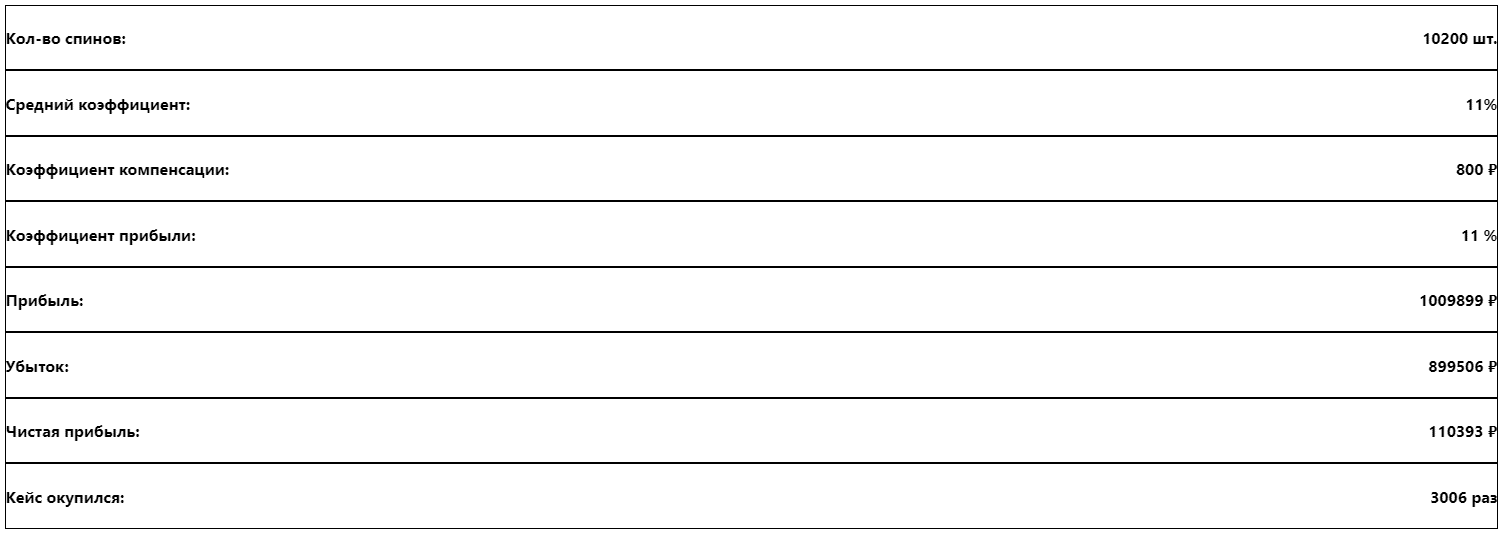 Кол-во спинов: 10200 шт.
Средний коэффициент: 11%
Коэффициент компенсации: 800 ₽
Коэффициент прибыли: 11 %
Прибыль: 1009899 ₽
Убыток: 899506 ₽
Чистая прибыль: 110393 ₽
Кейс окупился: 3006 раз